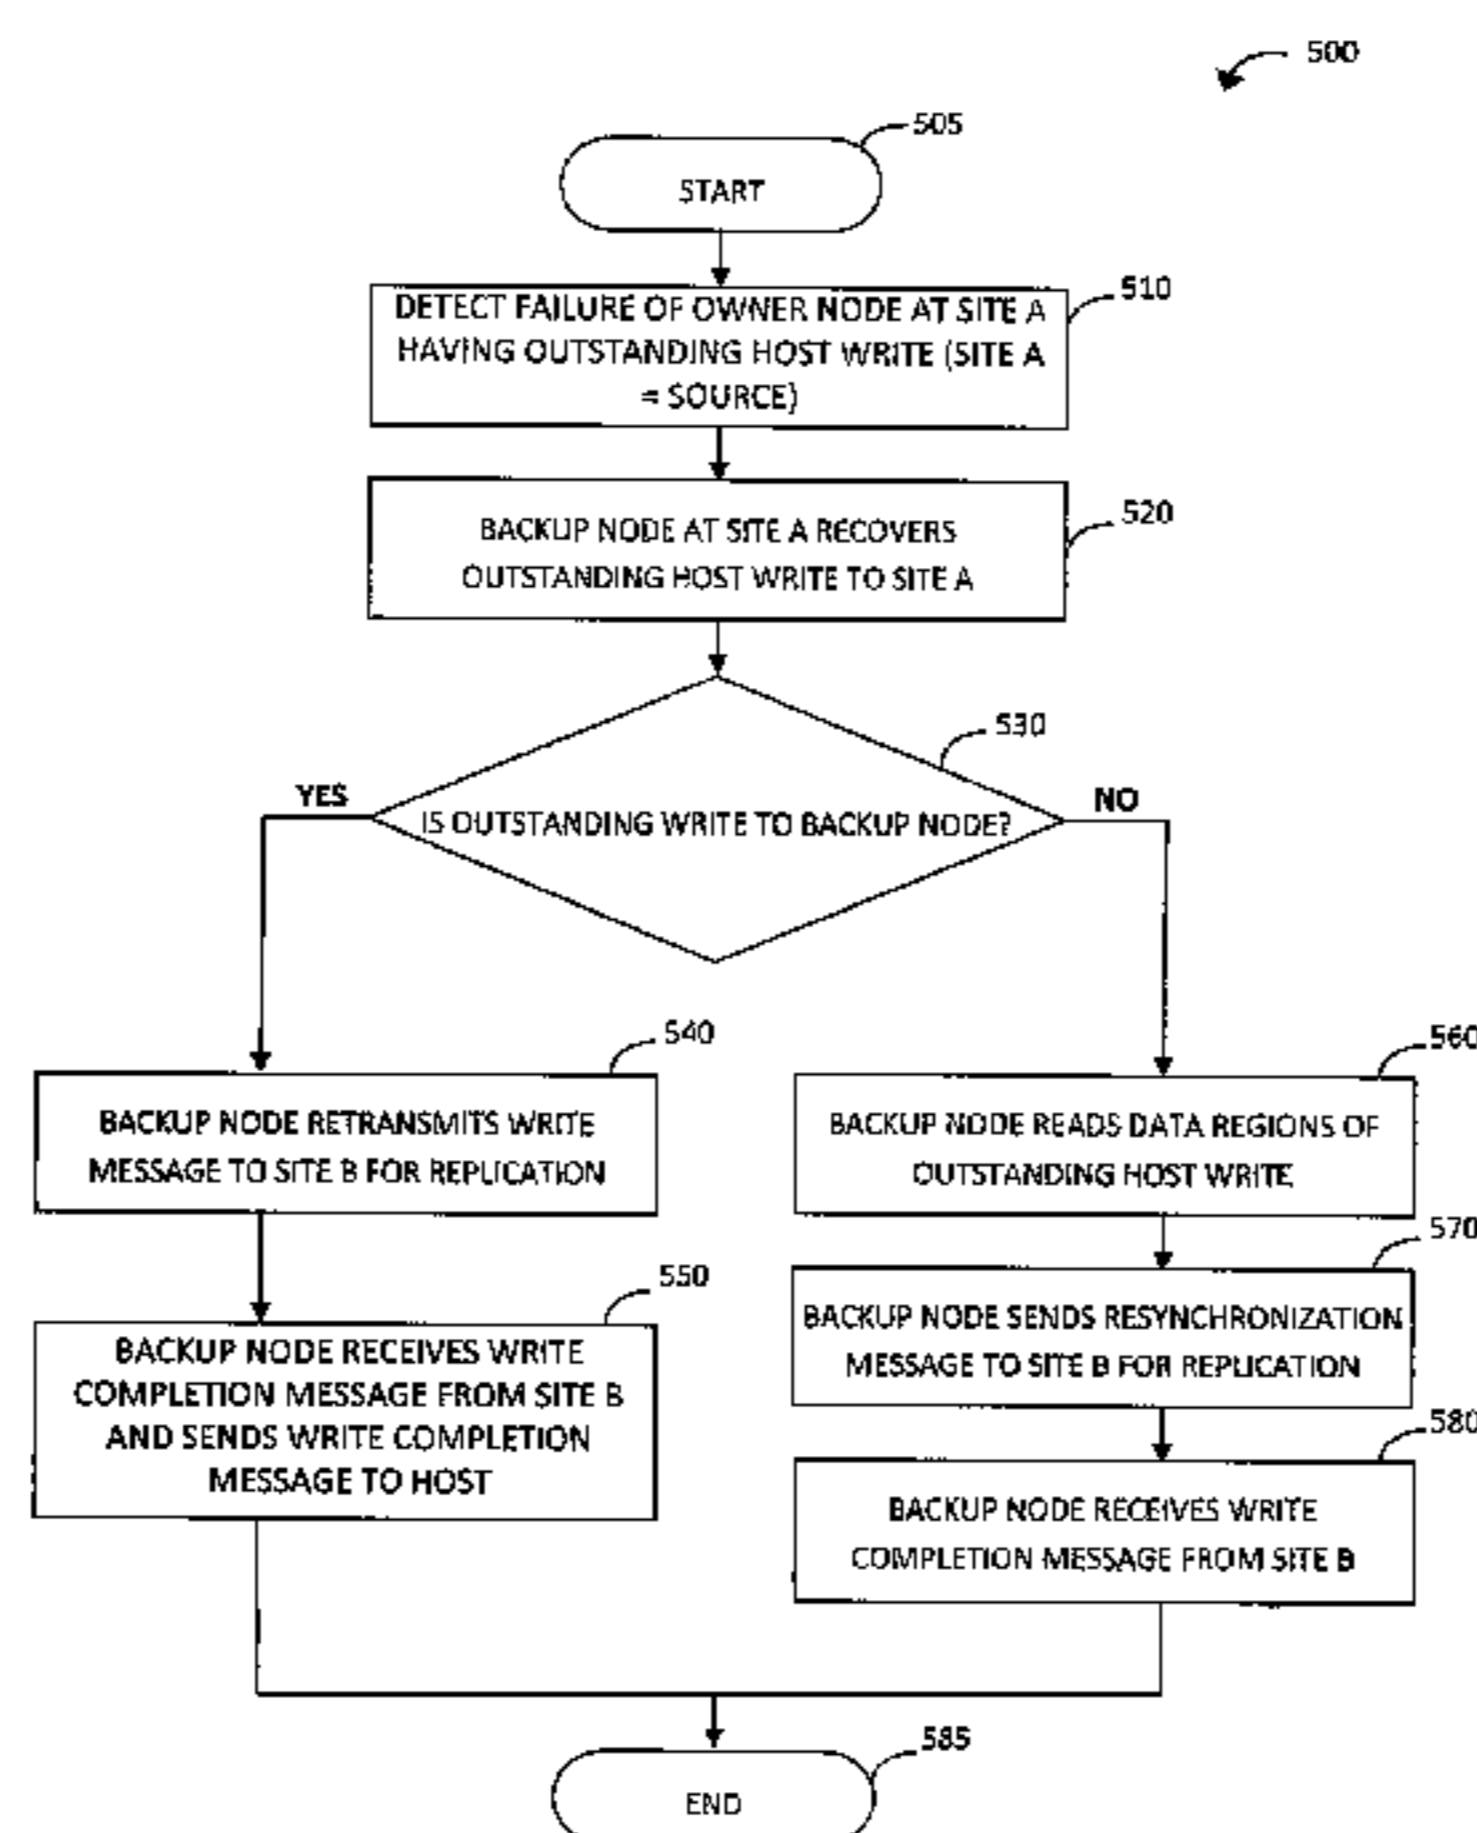 500
505
START
510
DETECT FAILURE OF OWNER NODE AT SITE A
HAVING OUTSTANDING HOST WRITE (SITE A
= SOURCE)
520
BACKUP NODE AT SITE A RECOVERS
OUTSTANDING HOST WRITE TO SITE A
530
YES
IS OUTSTANDING WRITE TO BACKUP NODE?
NO
540
BACKUP NODE RETRANSMITS WRITE
MESSAGE TO SITE B FOR REPLICATION
550
BACKUP NODE RECEIVES WRITE
COMPLETION MESSAGE FROM SITE B
AND SENDS WRITE COMPLETION
MESSAGE TO HOST
560
BACKUP NODE READS DATA REGIONS OF
OUTSTANDING HOST WRITE
570
BACKUP NODE SENDS RESYNCHRONIZATION
MESSAGE TO SITE B FOR REPLICATION
580
BACKUP NODE RECEIVES WRITE
COMPLETION MESSAGE FROM SITE B
585
END